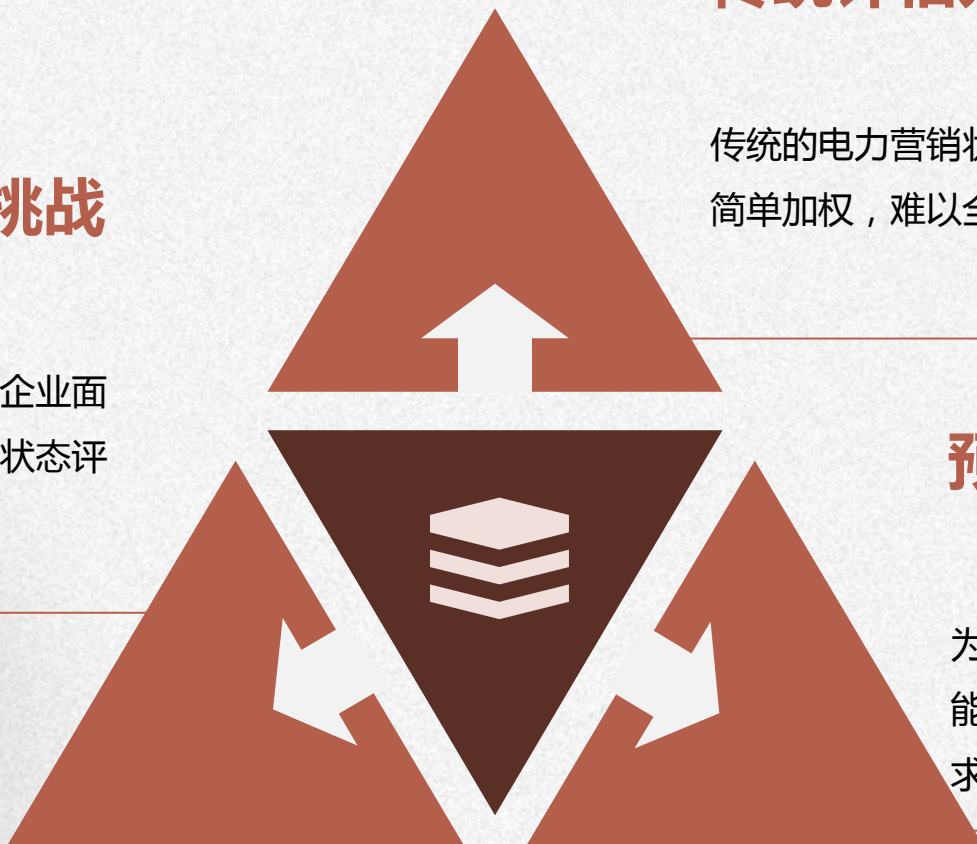 挑战
企业面
状态评
传统的电力营销
简单加权，难以
预
为
能
求